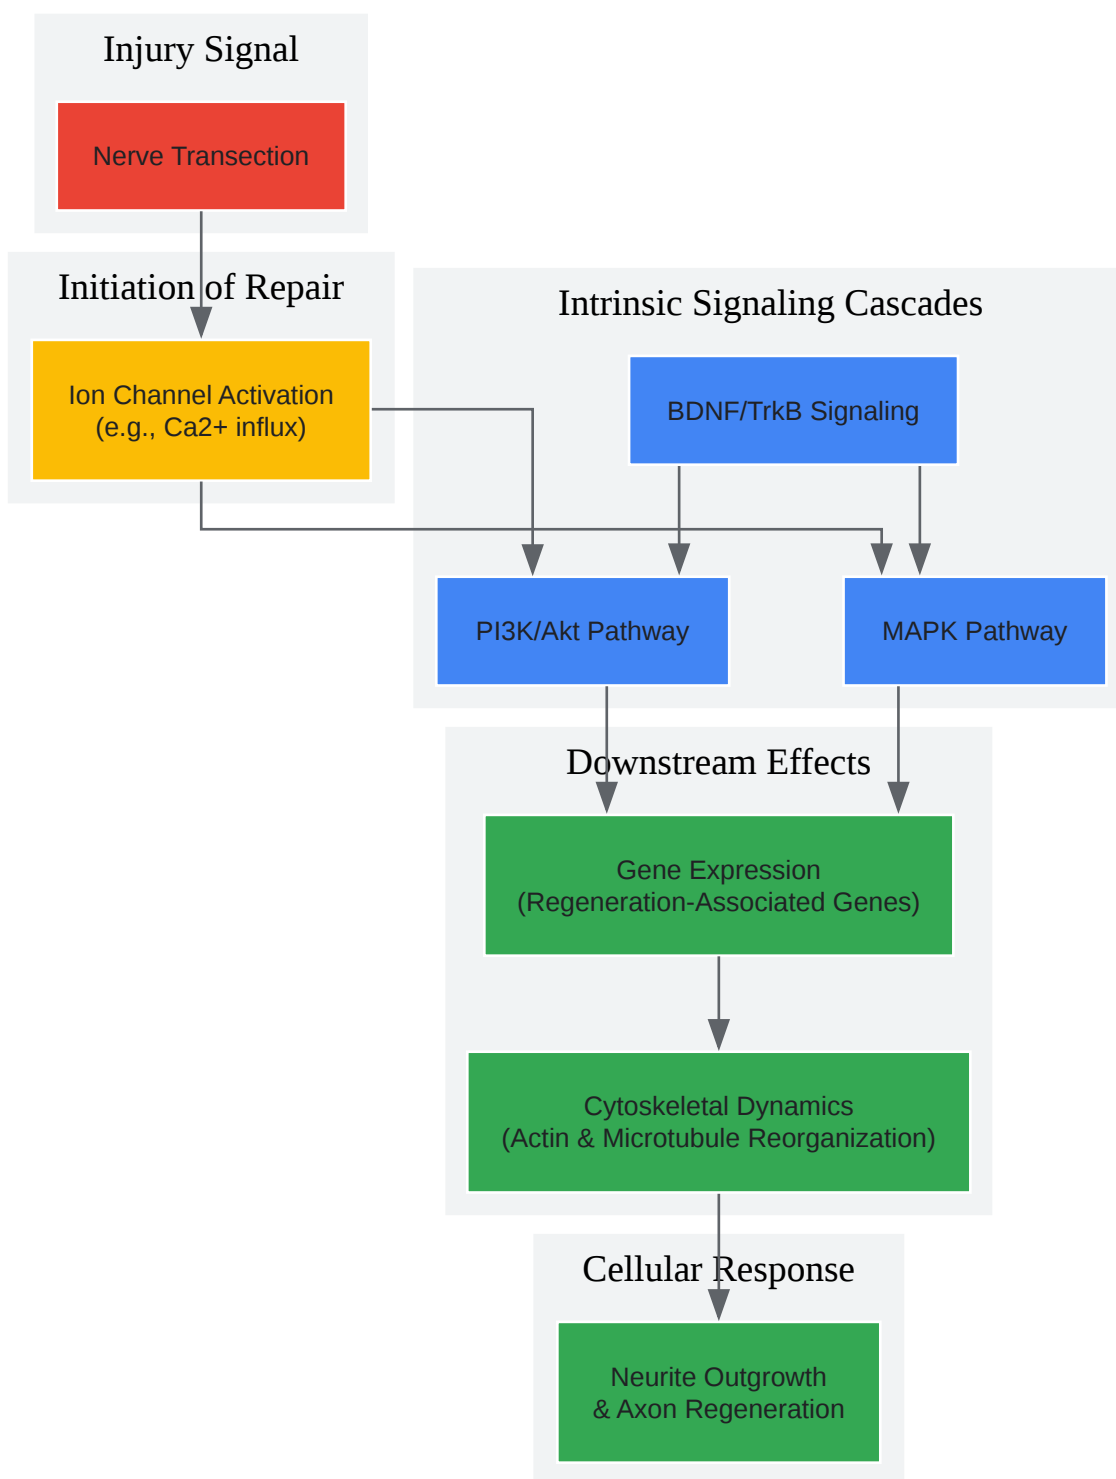 Injury Signal
Nerve Transection
Initiation of Repair
Ion Channel Activation
(e.g., Ca2+ influx)
Intrinsic Signaling Cascades
BDNF/TrkB Signaling
PI3K/Akt Pathway
MAPK Pathway
Downstream Effects
Gene Expression
(Regeneration-Associated Genes)
Cytoskeletal Dynamics
(Actin & Microtubule Reorganization)
Cellular Response
Neurite Outgrowth
& Axon Regeneration